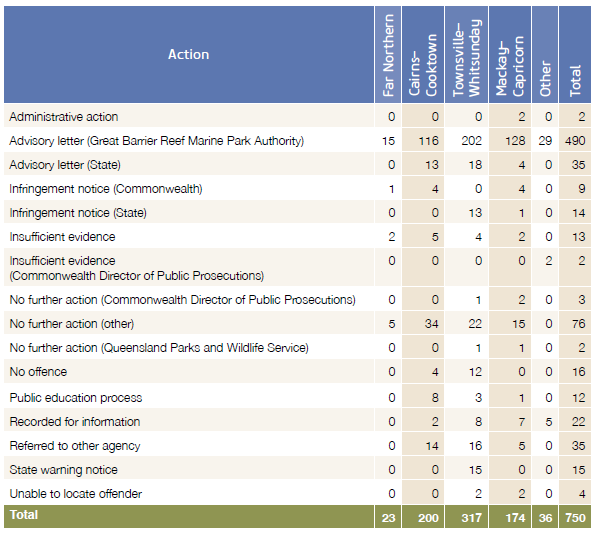 Action Far Northern Cairns–Cooktown Townsville–Whitsunday Mackay–Capricorn Other Total
Administrative action 0 0 0 2 0 2
Advisory letter (Great Barrier Reef Marine Park Authority) 15 116 202 128 29 490
Advisory letter (State) 0 13 18 4 0 35
Infringement notice (Commonwealth) 1 4 0 4 0 9
Infringement notice (State) 0 0 13 1 0 14
Insufficient evidence 2 5 4 2 0 13
Insufficient evidence
(Commonwealth Director of Public Prosecutions) 0 0 0 0 2 2
No further action (Commonwealth Director of Public Prosecutions) 0 0 1 2 0 3
No further action (other) 5 34 22 15 0 76
No further action (Queensland Parks and Wildlife Service) 0 0 1 1 0 2
No offence 0 4 12 0 0 16
Public education process 0 8 3 1 0 12
Recorded for information 0 2 8 7 5 22
Referred to other agency 0 14 16 5 0 35
State warning notice 0 0 15 0 0 15
Unable to locate offender 0 0 2 2 0 4
Total 23 200 317 174 36 750